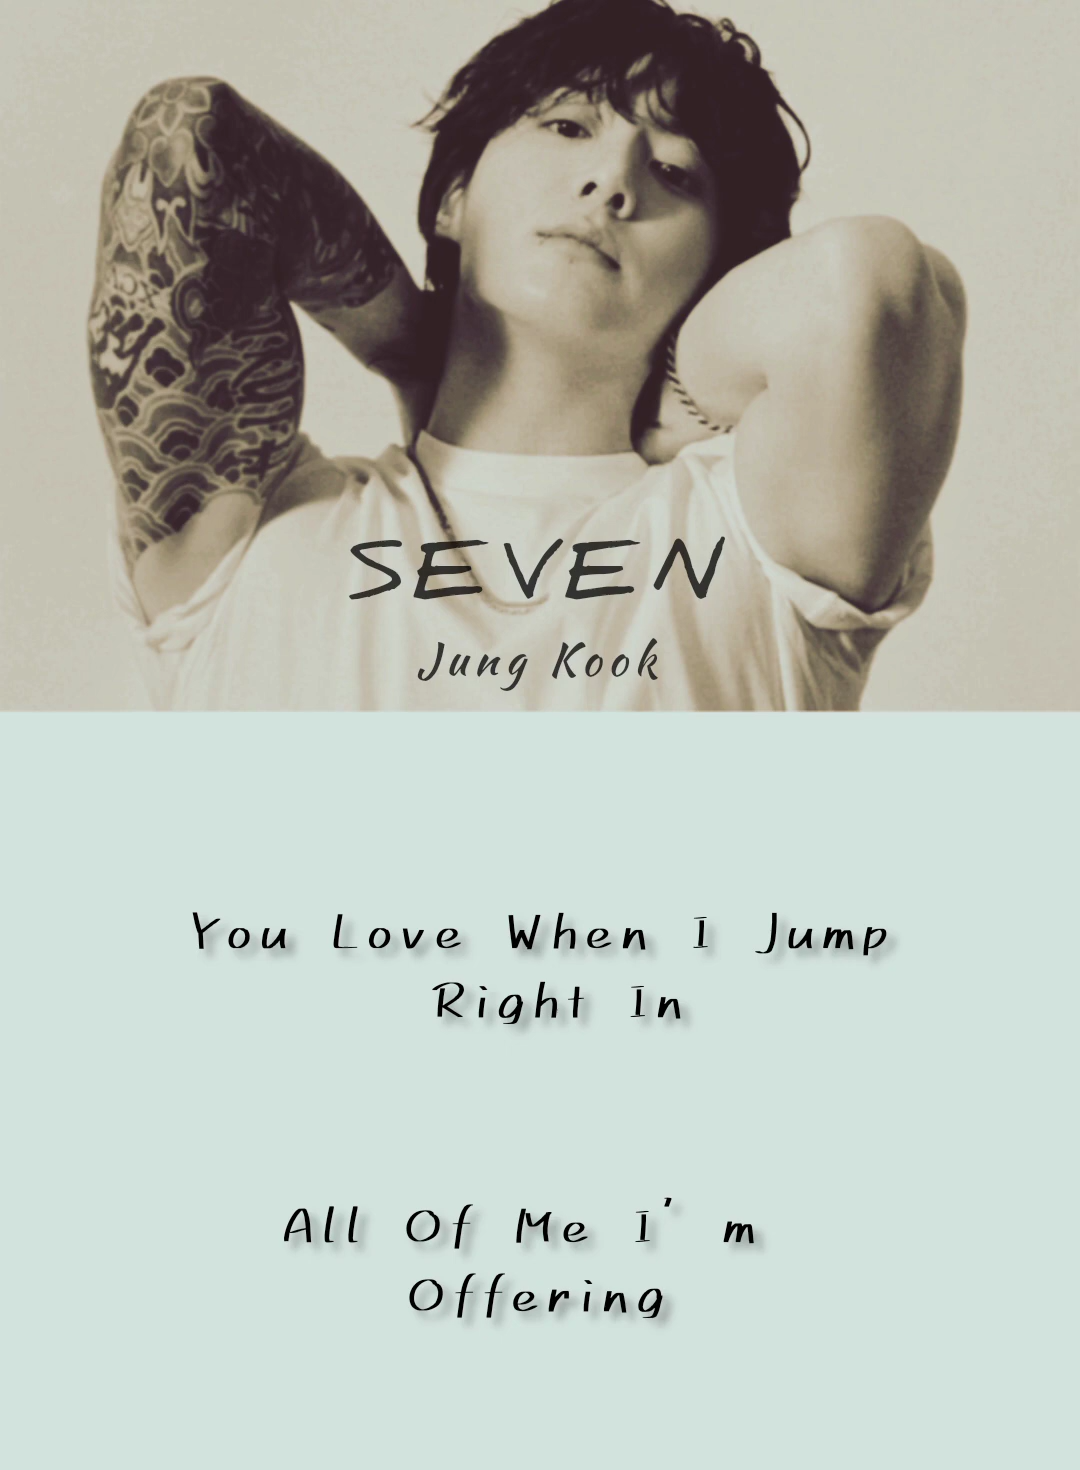 SEVEN
Jung Kook
You Love When I Jump
Right In
All Of Me I’ m
Offering